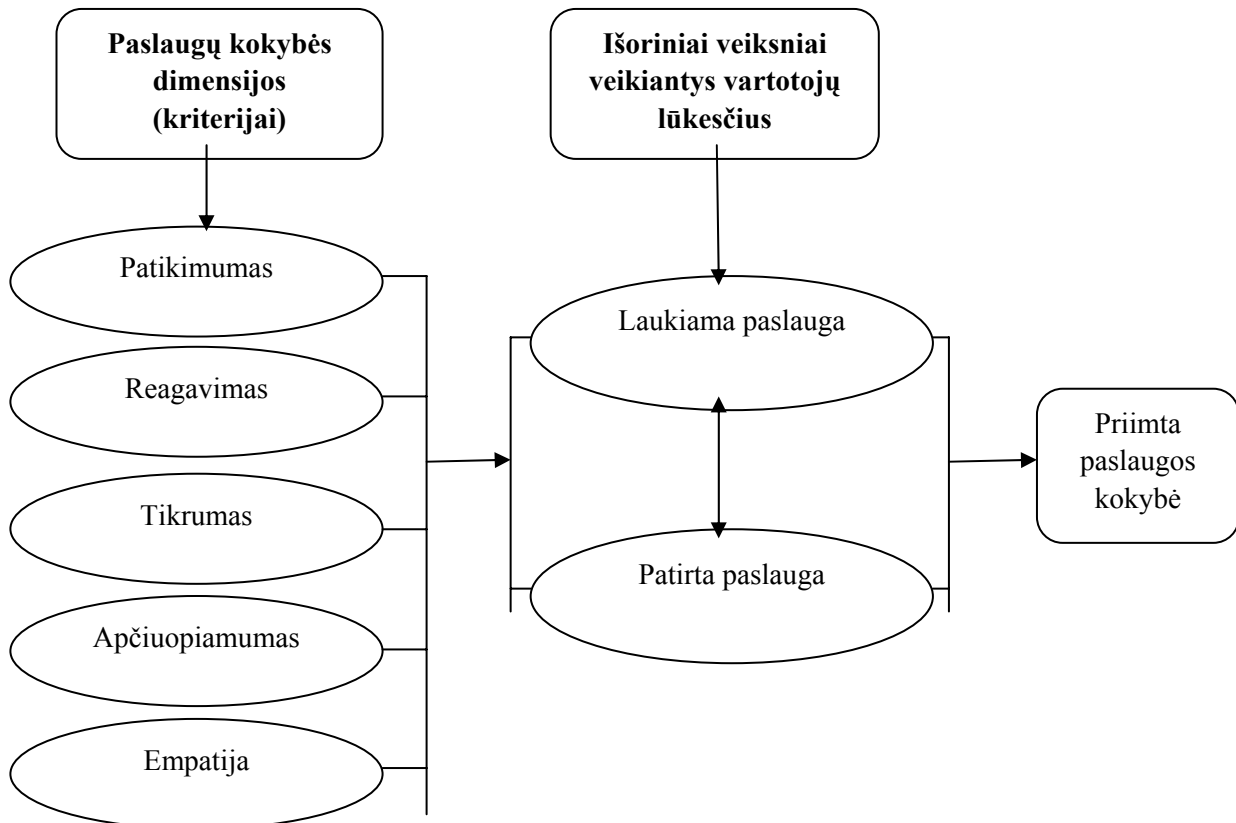 Paslaugų kokybės
dimensijos
(kriterijai)
Išoriniai veiksniai
veikiantys vartotojų
lūkesčius
Patikimumas
Reagavimas
Tikrumas
Apčiuopiamumas
Empatija
Laukiama paslauga
Patirta paslauga
Priimta
paslaugos
kokybė